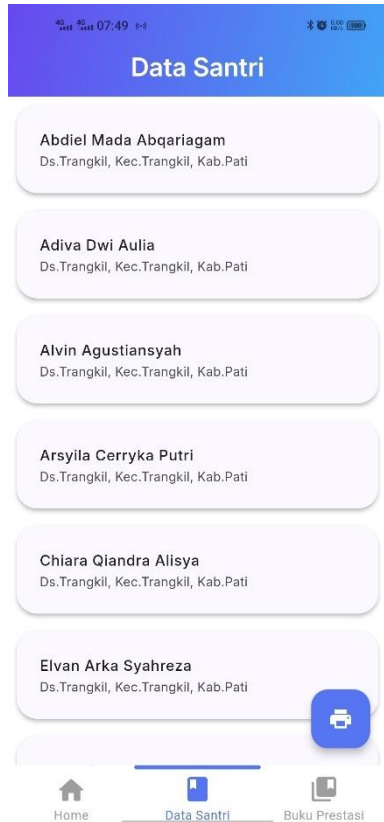 4G 4G 07:49
Data Santri
Abdiel Mada Abqariagam
Ds.Trangkil, Kec.Trangkil, Kab.Pati
Adiva Dwi Aulia
Ds.Trangkil, Kec.Trangkil, Kab.Pati
Alvin Agustiansyah
Ds.Trangkil, Kec.Trangkil, Kab.Pati
Arsyila Cerryka Putri
Ds.Trangkil, Kec.Trangkil, Kab.Pati
Chiara Qiandra Alisya
Ds.Trangkil, Kec.Trangkil, Kab.Pati
Elvan Arka Syahreza
Ds.Trangkil, Kec.Trangkil, Kab.Pati
Home Data Santri Buku Prestasi